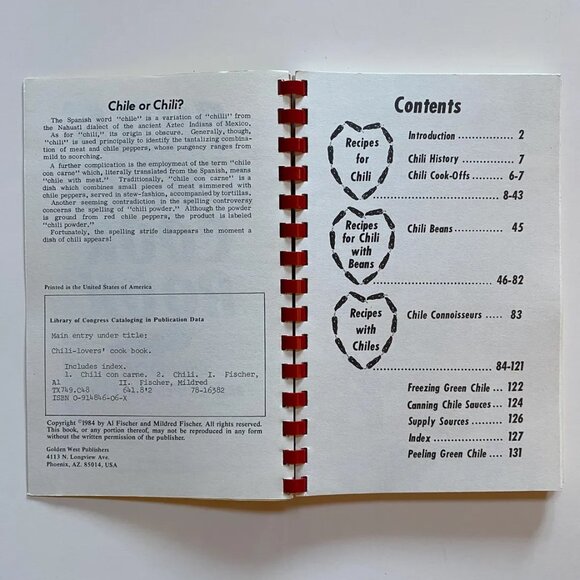 Chile or Chili?
The Spanish word "chile" is a variation of "chilli" from
the Nahuatl dialect of the ancient Aztec Indians of Mexico.
As for "chili," its origin is obscure. Generally, though,
"chili" is used principally to identify the tantalizing combina-
tion of meat and chile peppers, whose pungency ranges from
mild to scorching.
A further complication is the employment of the term "chile
con carne" which, literally translated from the Spanish, means
"chile with meat." Traditionally, "chile con carne" is a
dish which combines small pieces of meat simmered with
chile peppers, served in stew-fashion, accompanied by tortillas.
Another seeming contradiction in the spelling controversy
concerns the spelling of "chili powder." Although the powder
is ground from red chile peppers, the product is labeled
"chili powder."
Fortunately, the spelling strife disappears the moment a
dish of chili appears!
Printed in the United States of America
Library of Congress Cataloging in Publication Data
Main entry under title:
Chili-lovers' cook book.
Includes index.
1. Chili con carne. 2. Chili. I. Fischer,
Al II. Fischer, Mildred
TX749.C48 641.8'2 78-16382
ISBN 0-914846-06-X
Copyright ©1984 by Al Fischer and Mildred Fischer. All rights reserved.
This book, or any portion thereof, may not be reproduced in any form
without the written permission of the publisher.
Golden West Publishers
4113 N. Longview Ave.
Phoenix, AZ. 85014, USA
Contents
Introduction .............. 2
Recipes
for
Chili
Chili History .............. 7
Chili Cook-Offs .......... 6-7
.............................. 8-43
Recipes
for Chili
with
Beans
Chili Beans .............. 45
.............................. 46-82
Recipes
with
Chiles
Chile Connoisseurs ...... 83
.............................. 84-121
Freezing Green Chile ... 122
Canning Chile Sauces ... 124
Supply Sources ...... 126
Index .................... 127
Peeling Green Chile .... 131